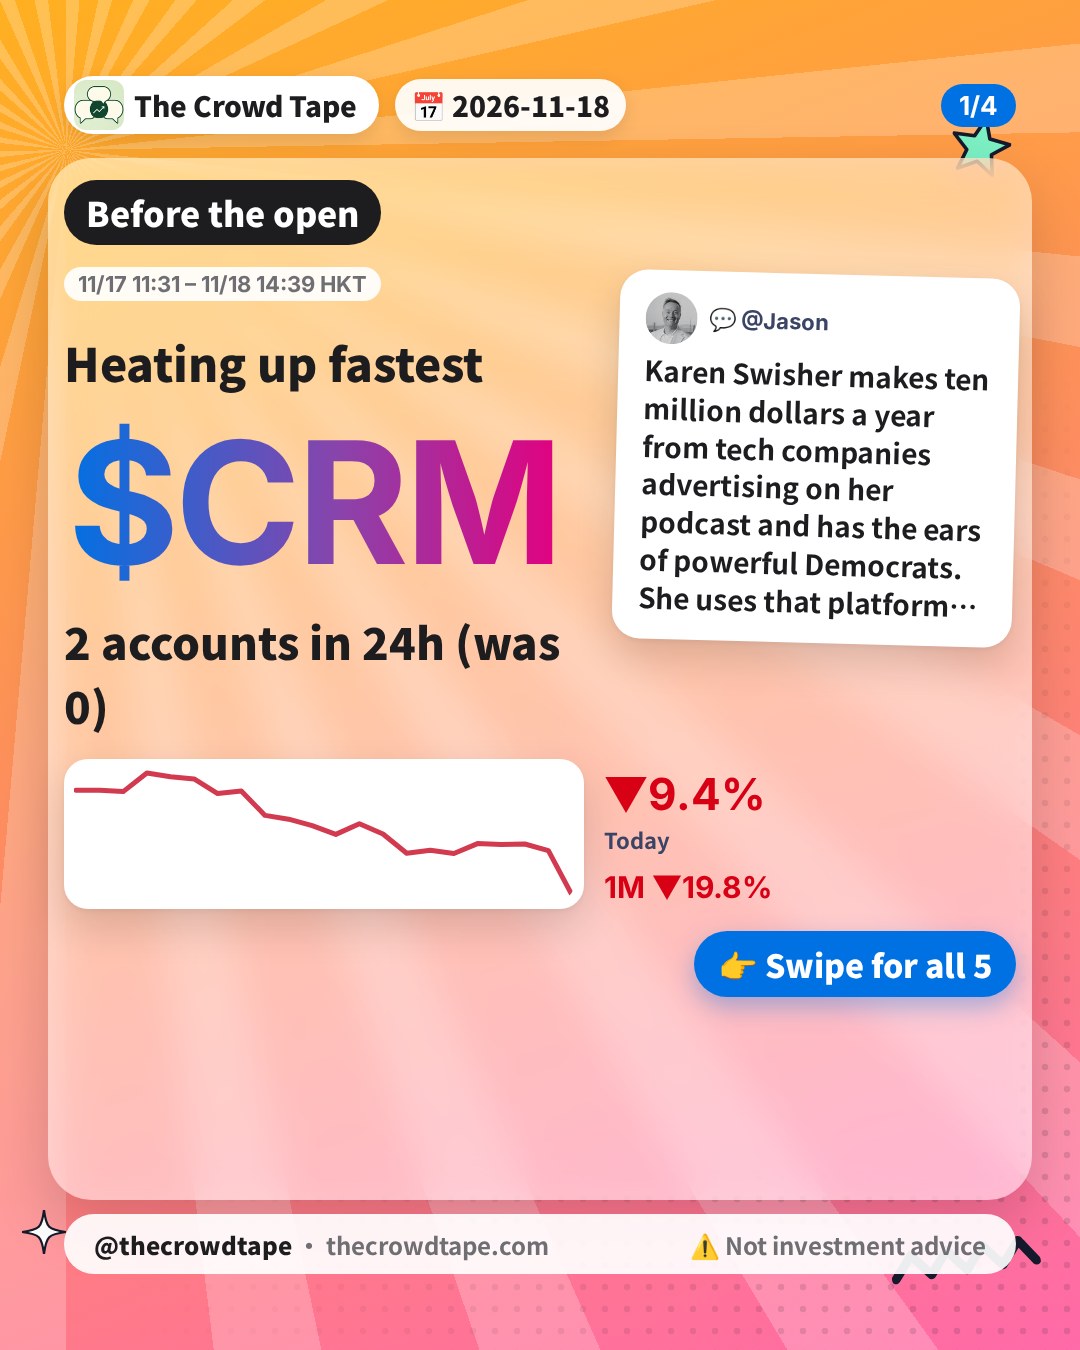 The Crowd Tape
📅 2026-11-18
1/4
Before the open
11/17 11:31 – 11/18 14:39 HKT
Heating up fastest
$CRM
2 accounts in 24h (was
0)
💬 @Jason
Karen Swisher makes ten
million dollars a year
from tech companies
advertising on her
podcast and has the ears
of powerful Democrats.
She uses that platform…
▼9.4%
Today
1M ▼19.8%
👉 Swipe for all 5
@thecrowdtape • thecrowdtape.com
⚠️ Not investment advice